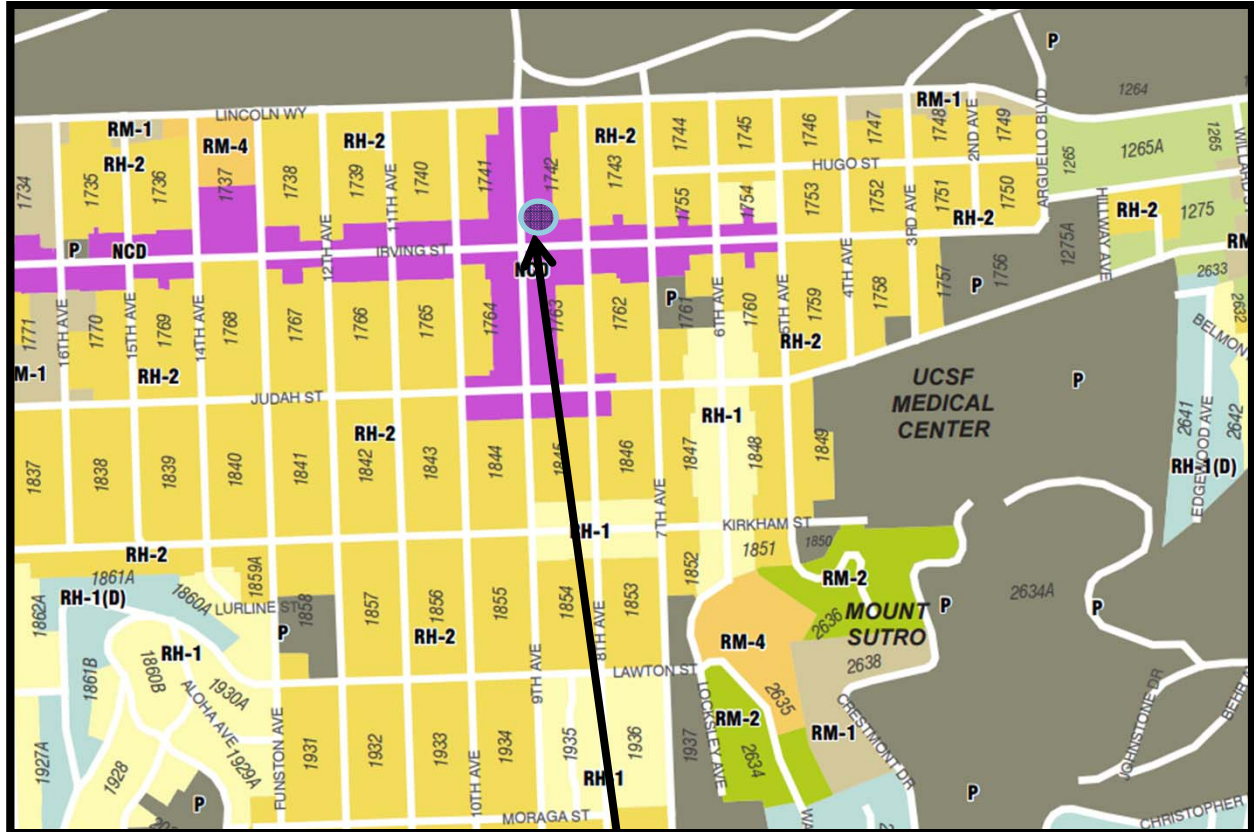 P
1264
LINCOLN WY
RM-1
RM-1
RH-2
RM-4
RH-2
RH-2
1734
1735
1736
1737
1738
1739
11TH AVE
1740
1741
1742
1743
1744
1745
1746
1747
1748
2ND AVE
1749
ARGUELLO BLVD
1265
1265A
1265
HUGO ST
1755
1754
1753
1752
3RD AVE
1751
1750
RH-2
HILLWAY AVE
RH-2
1275
1275A
P
NCD
12TH AVE
IRVING ST
NCD
P
1771
16TH AVE
1770
15TH AVE
1769
14TH AVE
1768
1767
1766
1765
1764
1763
1762
1761
6TH AVE
1760
5TH AVE
1759
4TH AVE
1758
1757
1756
P
2633
2632
RH-2
M-1
RH-2
JUDAH ST
UCSF
MEDICAL
CENTER
P
2641
EDGEWOOD AVE
2642
RH-1(D)
RH-2
RH-1
1837
1838
1839
1840
1841
1842
1843
1844
1845
1846
1847
1848
1849
7TH AVE
KIRKHAM ST
RH-1
1850
1851
1852
RH-2
1861A
1860A
1859A
RH-1(D)
1862A
LURLINE ST
1858
P
1857
1856
1855
1854
8TH AVE
1853
RH-2
RM-2
2636
MOUNT
SUTRO
P
2634A
P
RM-4
2638
RH-1
1861B
1860B
1930A
ALOHA AVE
LAWTON ST
9TH AVE
2635
LOCKSLEY AVE
RM-2
2634
RM-1
CRESTMONT DR
JOHNSTONE DR
1927A
1928
1929A
FUNSTON AVE
1931
1932
1933
10TH AVE
1934
1935
1936
1937
RH-1
P
P
MORAGA ST
CHRISTOPHER